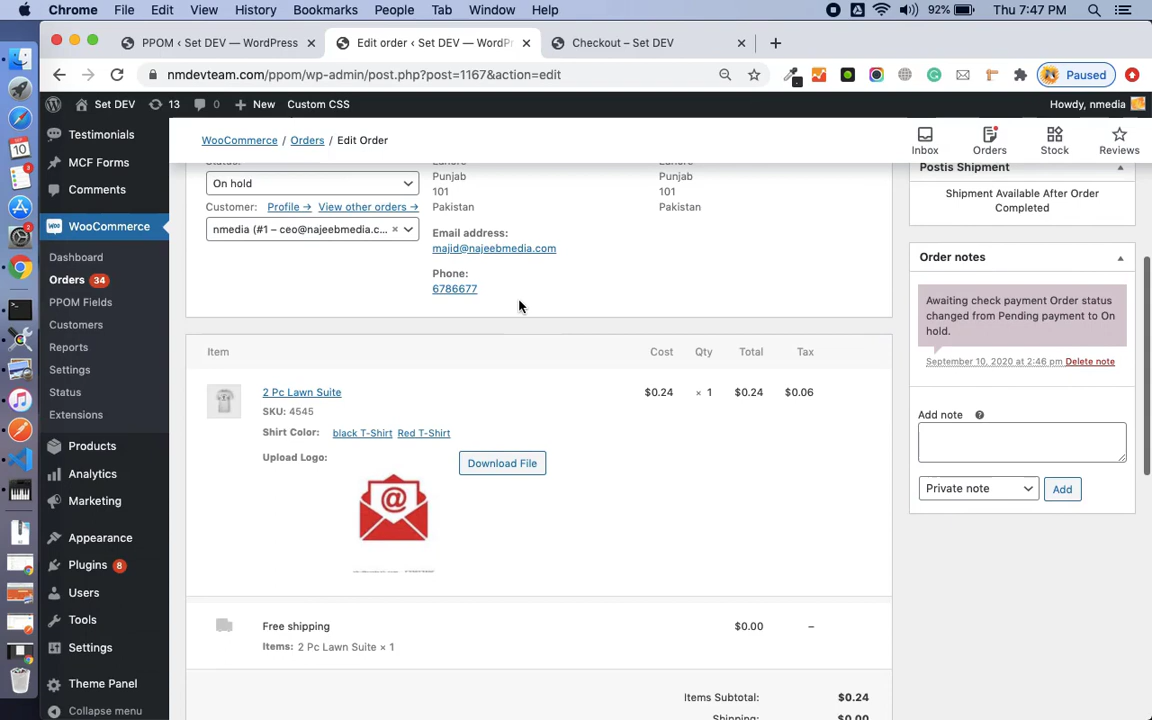 Chrome File Edit View History Bookmarks People Tab Window Help 92% Thu 7:47 PM
PPOM ‹ Set DEV — WordPress Edit order ‹ Set DEV — WordPr Checkout – Set DEV
nmdevteam.com/ppom/wp-admin/post.php?post=1167&action=edit Paused
Set DEV 13 0 New Custom CSS Howdy, nmedia
Testimonials
MCF Forms
Comments
WooCommerce
Dashboard
Orders 34
PPOM Fields
Customers
Reports
Settings
Status
Extensions
Products
Analytics
Marketing
Appearance
Plugins 8
Users
Tools
Settings
Theme Panel
Collapse menu
WooCommerce / Orders / Edit Order
Inbox Orders Stock Reviews
Status:
On hold
Customer: Profile → View other orders →
nmedia (#1 – ceo@najeebmedia.c... ×
Lahore
Punjab
101
Pakistan
Email address:
majid@najeebmedia.com
Phone:
6786677
Lahore
Punjab
101
Pakistan
Item Cost Qty Total Tax
2 Pc Lawn Suite $0.24 × 1 $0.24 $0.06
SKU: 4545
Shirt Color: black T-Shirt Red T-Shirt
Upload Logo: Download File
@
Free shipping $0.00 –
Items: 2 Pc Lawn Suite × 1
Items Subtotal: $0.24
Shipping: $0.00
Postis Shipment
Shipment Available After Order
Completed
Order notes
Awaiting check payment Order status
changed from Pending payment to On
hold.
September 10, 2020 at 2:46 pm Delete note
Add note
Private note Add